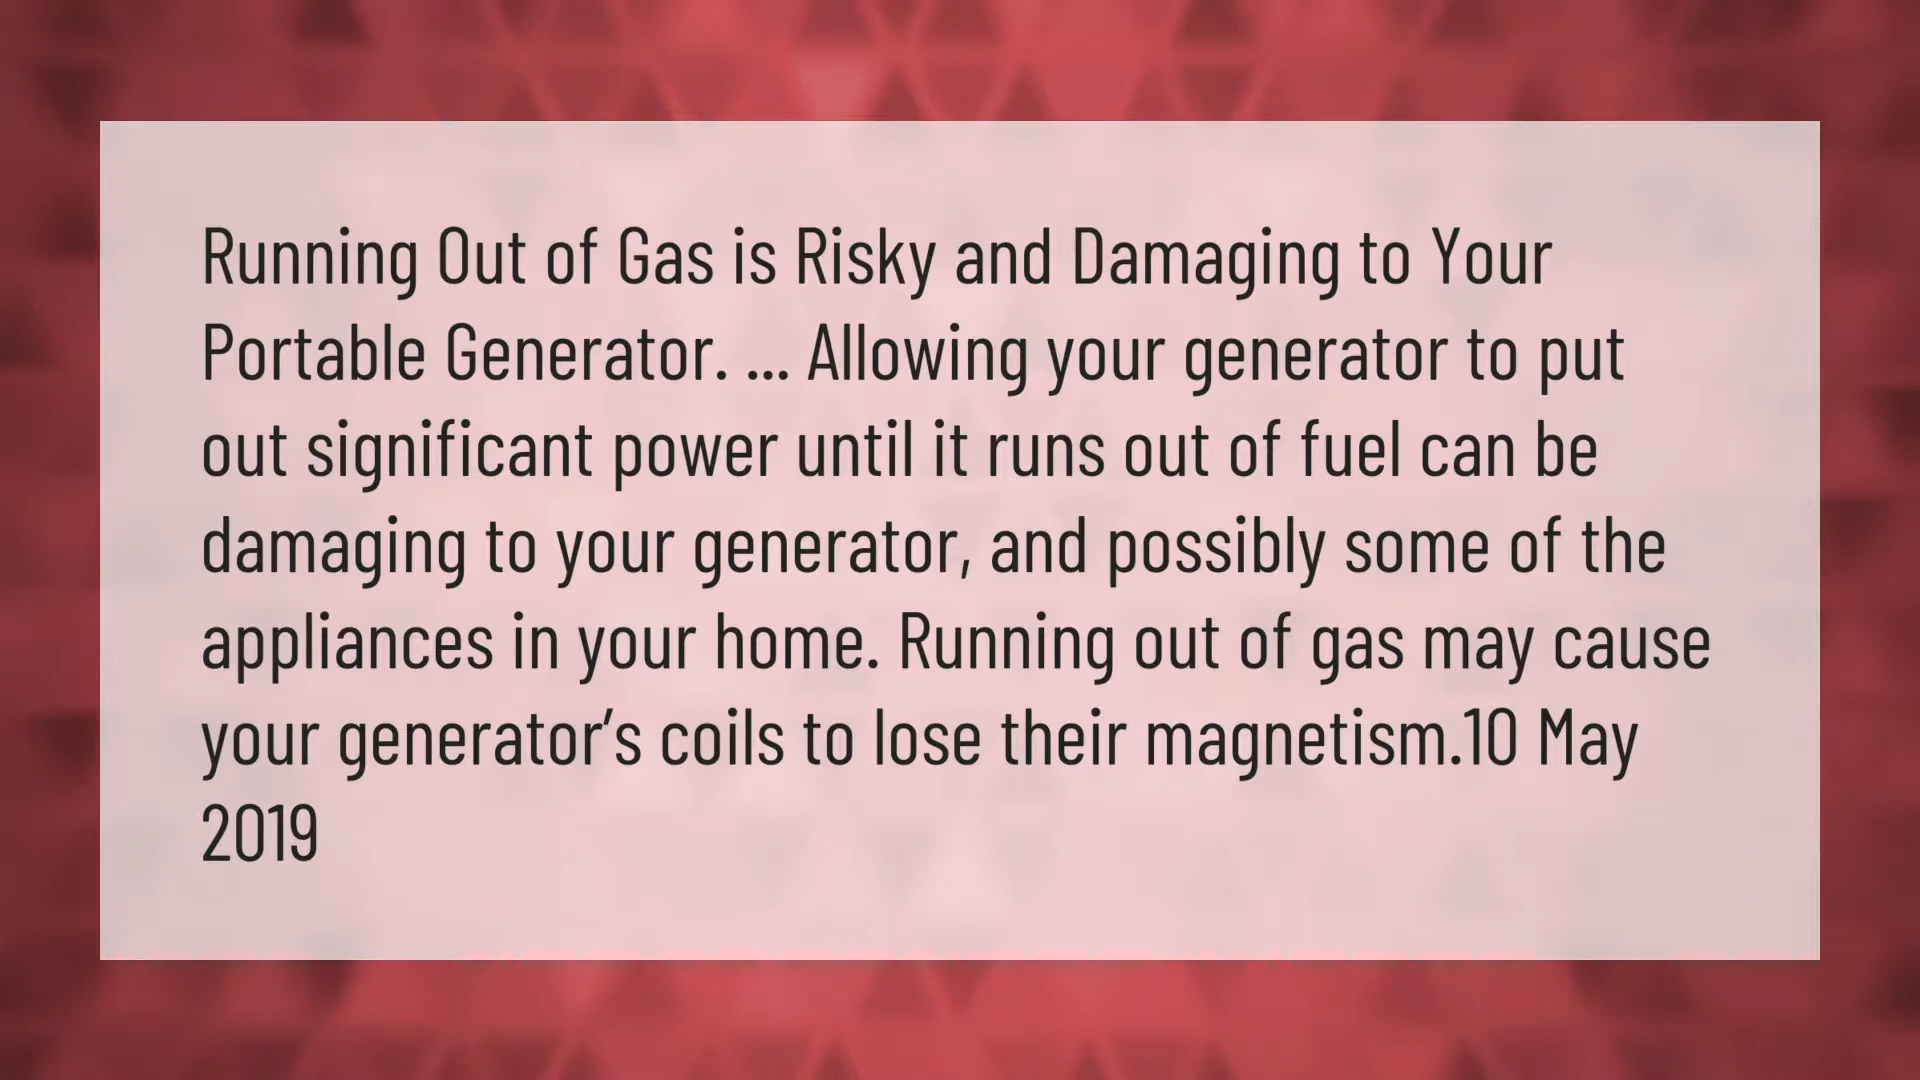 Running Out of Gas is Risky and Damaging to Your
Portable Generator. ... Allowing your generator to put
out significant power until it runs out of fuel can be
damaging to your generator, and possibly some of the
appliances in your home. Running out of gas may cause
your generator’s coils to lose their magnetism.10 May
2019